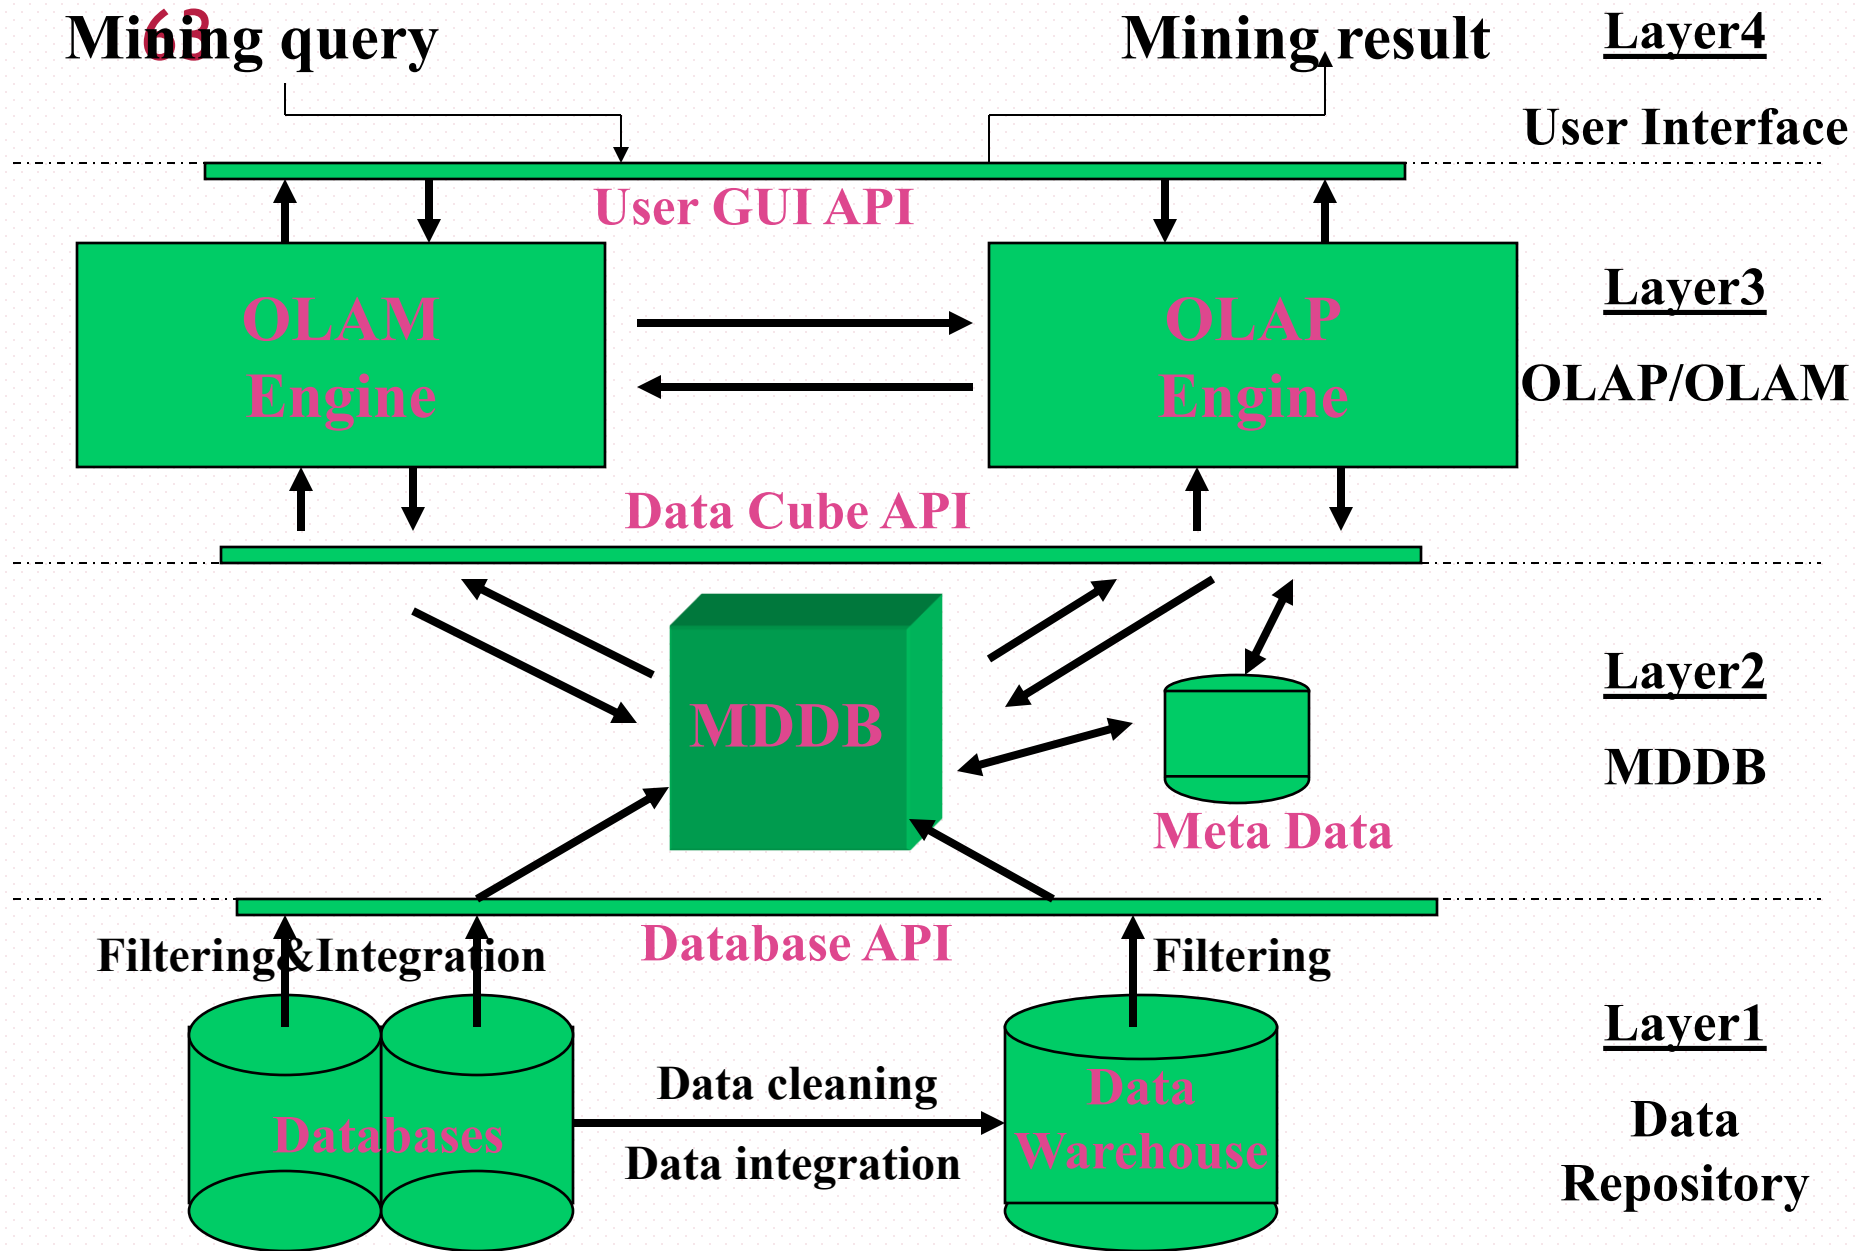 63
Mining query
Mining result
Layer4
User Interface
User GUI API
OLAM
Engine
OLAP
Engine
Layer3
OLAP/OLAM
Data Cube API
MDDB
Layer2
MDDB
Meta Data
Filtering&Integration
Database API
Filtering
Layer1
Data
Repository
Databases
Data cleaning
Data integration
Data
Warehouse